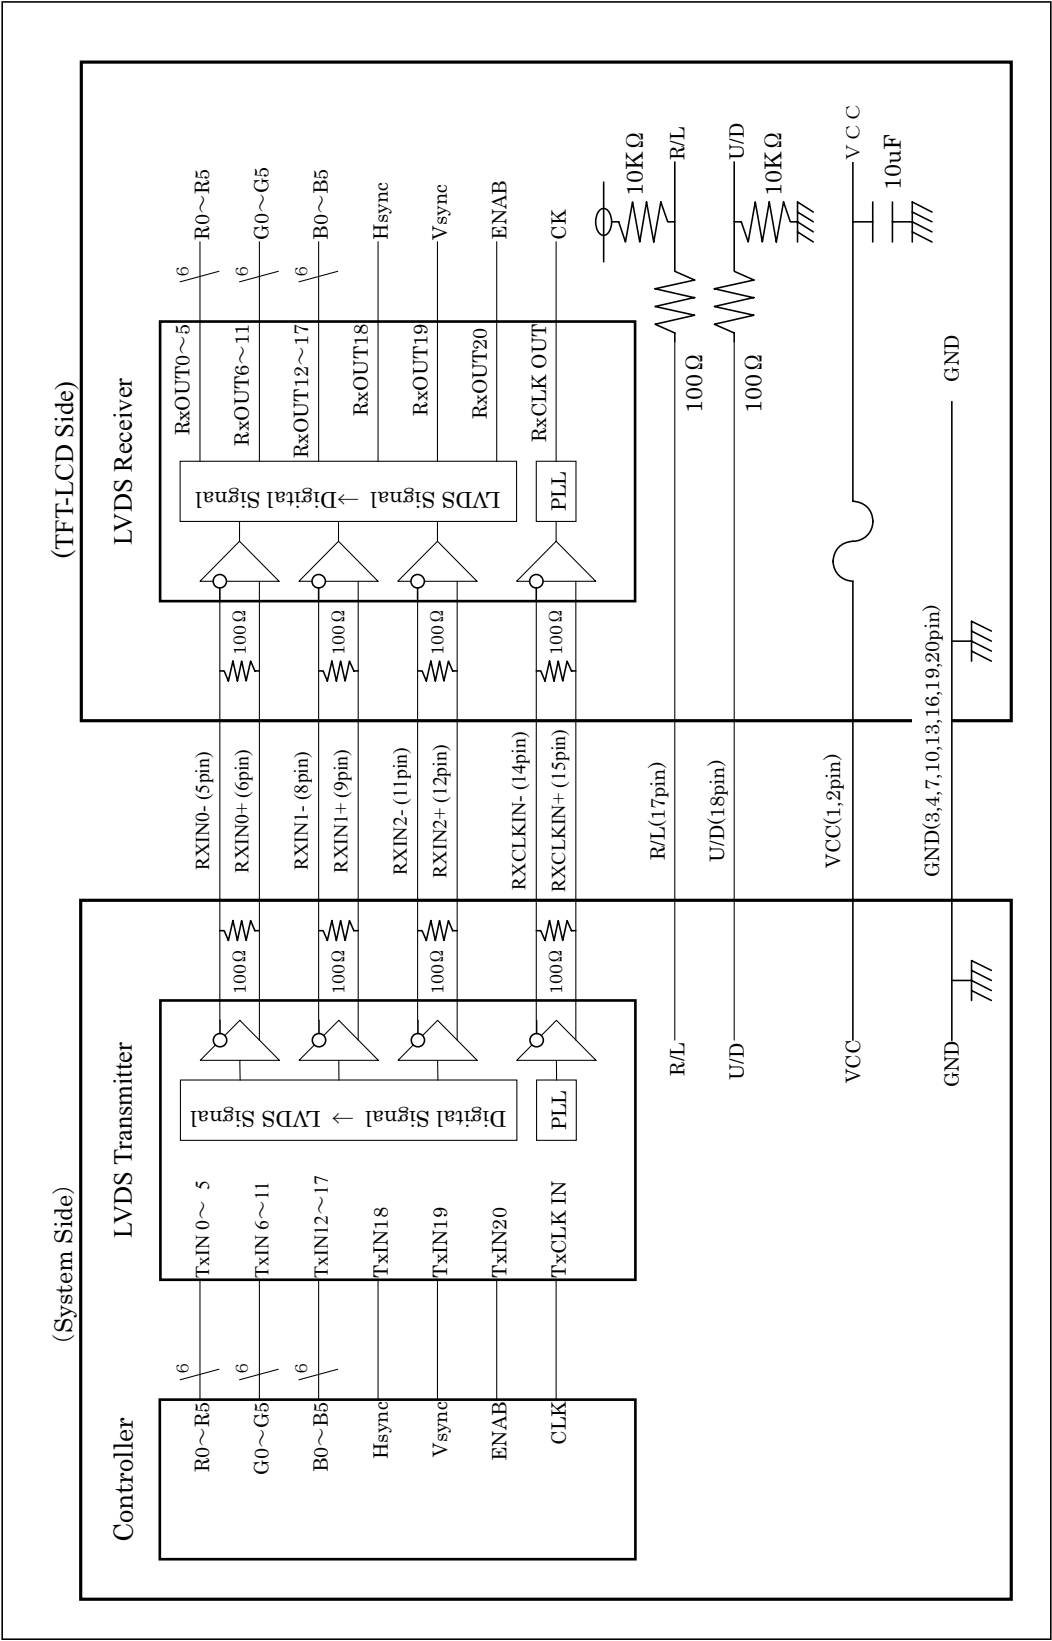 (System Side)
(TFT-LCD Side)
Controller
LVDS Transmitter
LVDS Receiver
R0～R5
6
TxIN 0～ 5
G0～G5
6
TxIN 6～11
B0～B5
6
TxIN12～17
Hsync
TxIN18
Vsync
TxIN19
ENAB
TxIN20
CLK
TxCLK IN
Digital Signal → LVDS Signal
PLL
100Ω
100Ω
100Ω
100Ω
RXIN0- (5pin)
RXIN0+ (6pin)
RXIN1- (8pin)
RXIN1+ (9pin)
RXIN2- (11pin)
RXIN2+ (12pin)
RXCLKIN- (14pin)
RXCLKIN+ (15pin)
100Ω
100Ω
100Ω
100Ω
LVDS Signal →Digital Signal
PLL
RxOUT0～5
6
R0～R5
RxOUT6～11
6
G0～G5
RxOUT12～17
6
B0～B5
RxOUT18
Hsync
RxOUT19
Vsync
RxOUT20
ENAB
RxCLK OUT
CK
10KΩ
R/L
R/L(17pin)
100Ω
R/L
U/D
U/D(18pin)
100Ω
U/D
10KΩ
VCC
VCC(1,2pin)
VCC
10uF
GND
GND(3,4,7,10,13,16,19,20pin)
GND